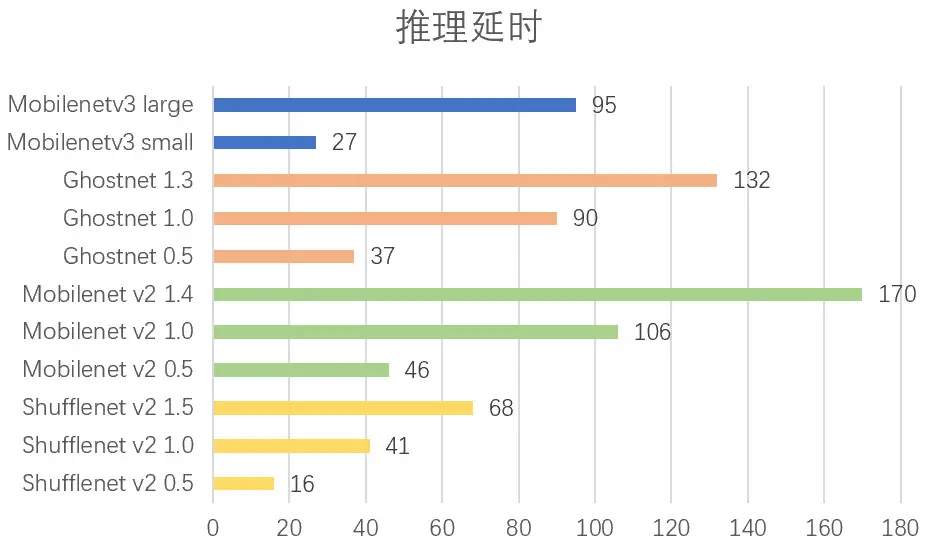 推理延时
Mobilenetv3 large 95
Mobilenetv3 small 27
Ghostnet 1.3 132
Ghostnet 1.0 90
Ghostnet 0.5 37
Mobilenet v2 1.4 170
Mobilenet v2 1.0 106
Mobilenet v2 0.5 46
Shufflenet v2 1.5 68
Shufflenet v2 1.0 41
Shufflenet v2 0.5 16
0 20 40 60 80 100 120 140 160 180